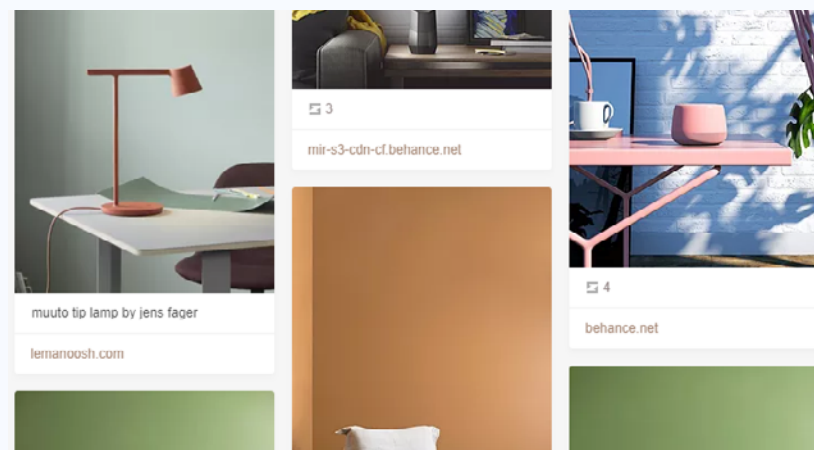 muuto tip lamp by jens fager
lemanoosh.com
3
mir-s3-cdn-cf.behance.net
4
behance.net